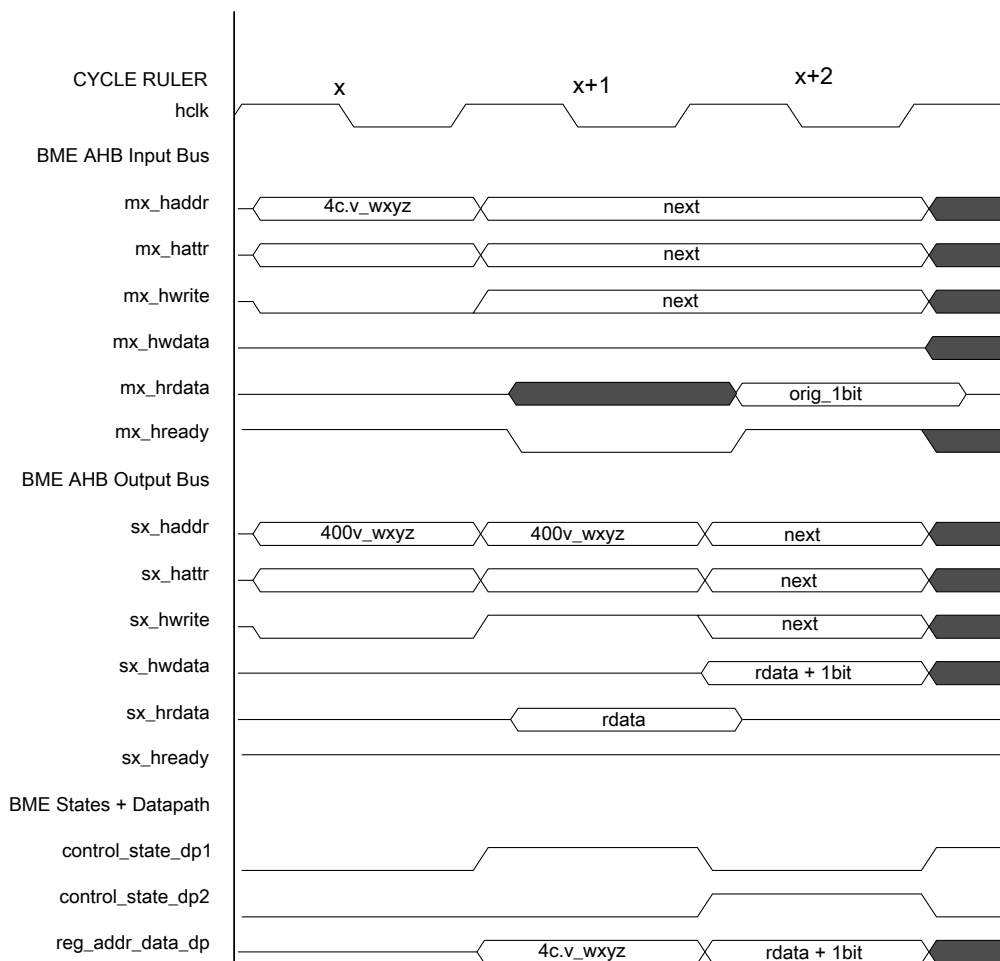 CYCLE RULER x x+1 x+2
hclk
BME AHB Input Bus
mx_haddr 4c.v_wxyz next
mx_hattr next
mx_hwrite next
mx_hwdata
mx_hrdata orig_1bit
mx_hready
BME AHB Output Bus
sx_haddr 400v_wxyz 400v_wxyz next
sx_hattr next
sx_hwrite next
sx_hwdata rdata + 1bit
sx_hrdata rdata
sx_hready
BME States + Datapath
control_state_dp1
control_state_dp2
reg_addr_data_dp 4c.v_wxyz rdata + 1bit